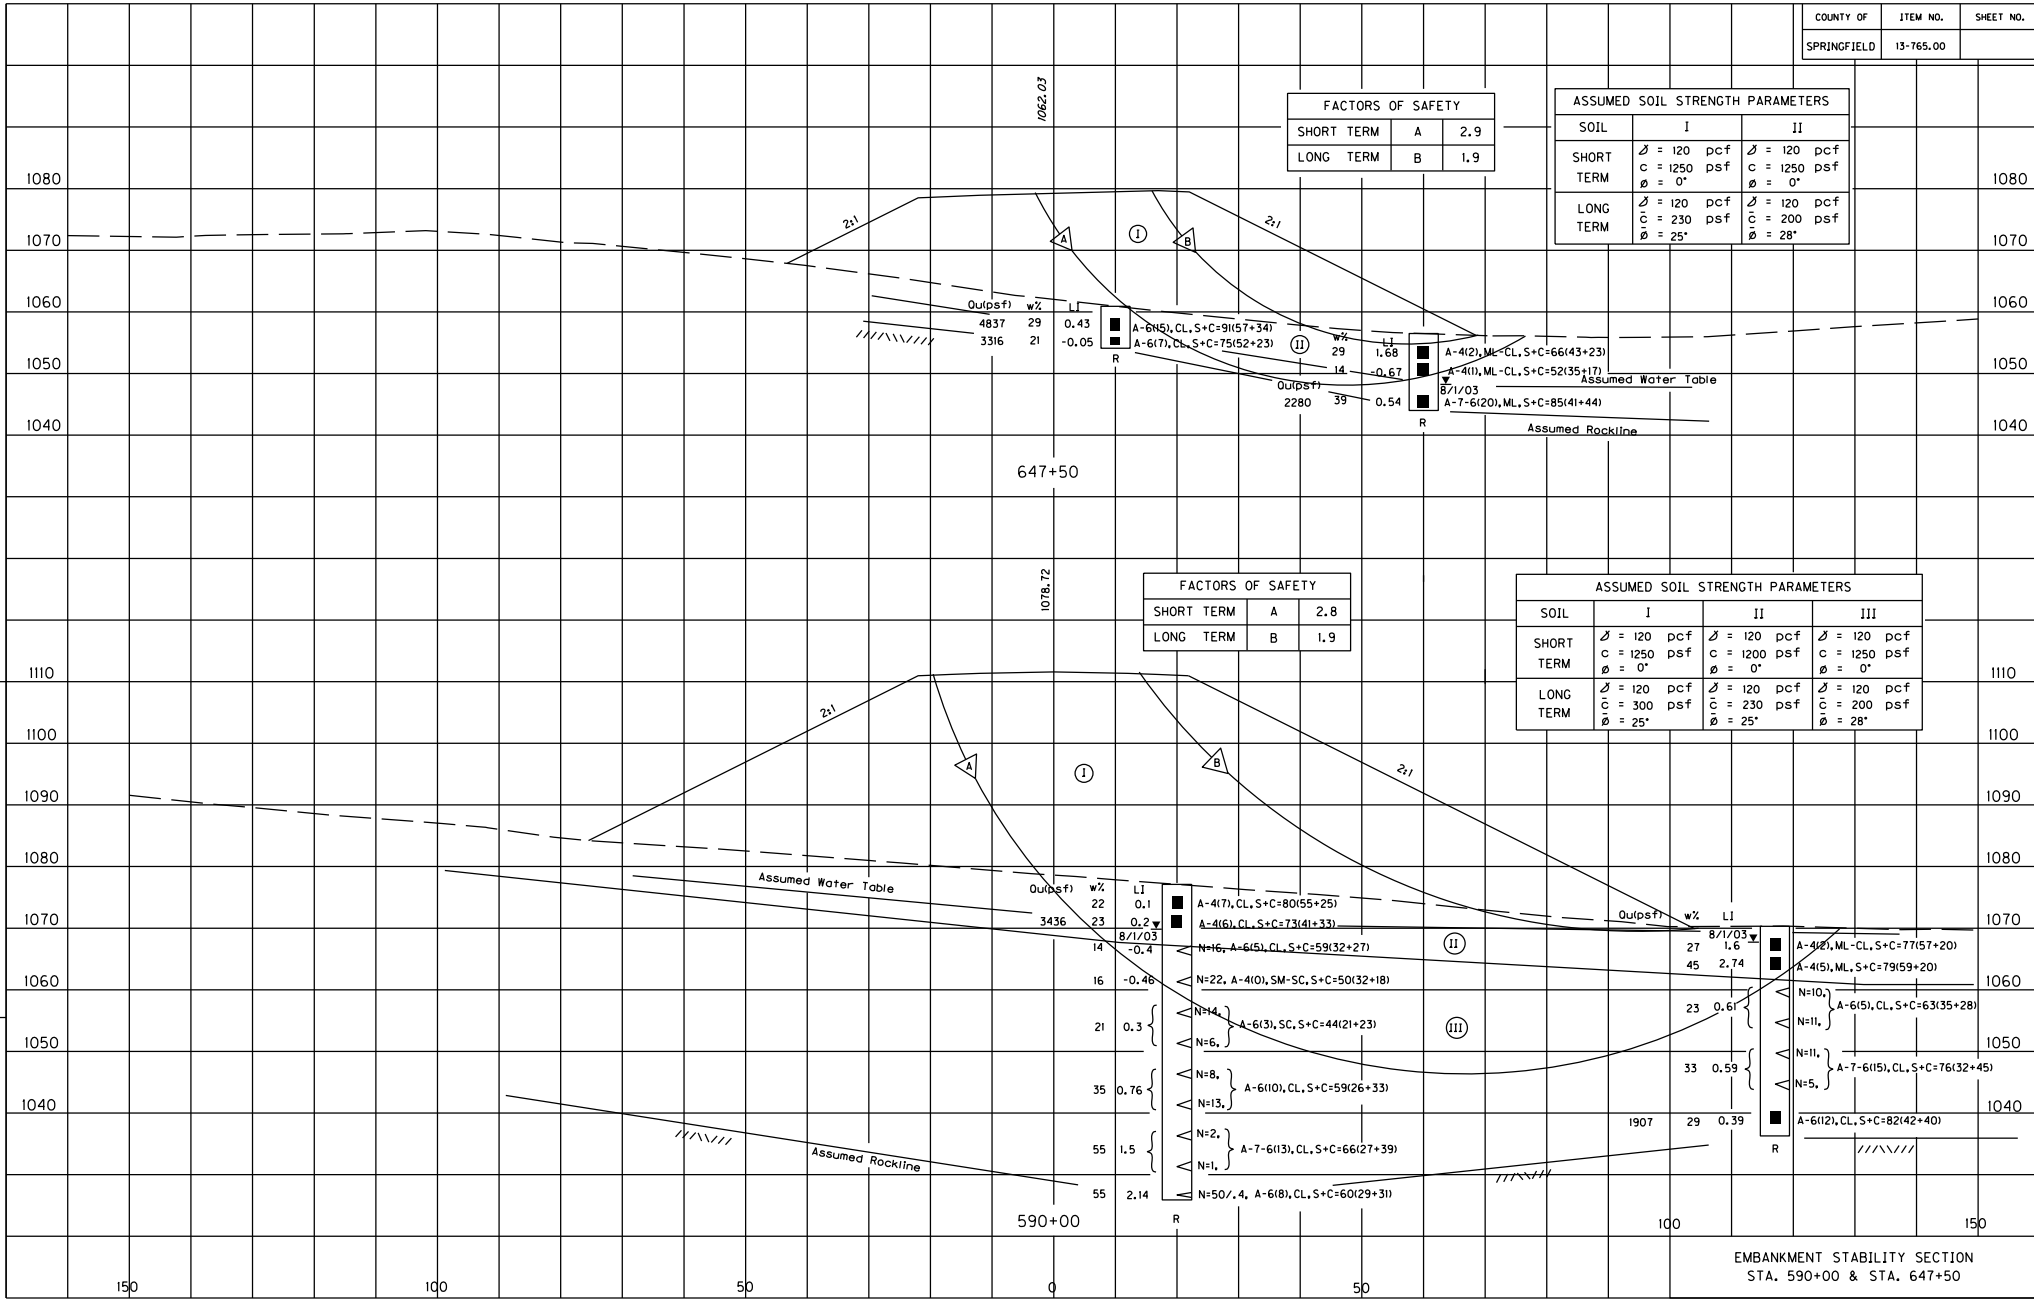 COUNTY OF ITEM NO. SHEET NO.
SPRINGFIELD 13-765.00
1062.03
FACTORS OF SAFETY
SHORT TERM A 2.9
LONG TERM B 1.9
ASSUMED SOIL STRENGTH PARAMETERS
SOIL I II
SHORT TERM
ɣ = 120 pcf ɣ = 120 pcf
c = 1250 psf c = 1250 psf
ø = 0° ø = 0°
LONG TERM
ɣ = 120 pcf ɣ = 120 pcf
c̄ = 230 psf c̄ = 200 psf
ø̄ = 25° ø̄ = 28°
1080 1080
2:1 2:1
A B I
1070 1070
1060 1060
Qu(psf) w% LI
4837 29 0.43 A-6(15),CL,S+C=91(57+34)
3316 21 -0.05 A-6(7),CL,S+C=75(52+23)
R
II
w% LI
29 1.68 A-4(2),ML-CL,S+C=66(43+23)
14 -0.67 A-4(1),ML-CL,S+C=52(35+17)
1050 1050
Assumed Water Table
8/1/03
Qu(psf)
2280 39 0.54 A-7-6(20),ML,S+C=85(41+44)
R
Assumed Rockline
1040 1040
647+50
1078.72
FACTORS OF SAFETY
SHORT TERM A 2.8
LONG TERM B 1.9
ASSUMED SOIL STRENGTH PARAMETERS
SOIL I II III
SHORT TERM
ɣ = 120 pcf ɣ = 120 pcf ɣ = 120 pcf
c = 1250 psf c = 1200 psf c = 1250 psf
ø = 0° ø = 0° ø = 0°
LONG TERM
ɣ = 120 pcf ɣ = 120 pcf ɣ = 120 pcf
c̄ = 300 psf c̄ = 230 psf c̄ = 200 psf
ø̄ = 25° ø̄ = 25° ø̄ = 28°
1110 1110
2:1 2:1
1100 1100
A I B
1090 1090
1080 1080
Assumed Water Table
Qu(psf) w% LI
22 0.1 A-4(7),CL,S+C=80(55+25)
3436 23 0.2 A-4(6),CL,S+C=73(41+33)
8/1/03
14 -0.4 N=16, A-6(5),CL,S+C=59(32+27)
16 -0.46 N=22, A-4(0),SM-SC,S+C=50(32+18)
21 0.3 N=14, N=6, A-6(3),SC,S+C=44(21+23)
35 0.76 N=8, N=13, A-6(10),CL,S+C=59(26+33)
55 1.5 N=2, N=1, A-7-6(13),CL,S+C=66(27+39)
55 2.14 N=50/.4, A-6(8),CL,S+C=60(29+31)
R
II
III
1070 1070
Qu(psf) w% LI
8/1/03
27 1.6 A-4(2),ML-CL,S+C=77(57+20)
45 2.74 A-4(5),ML,S+C=79(59+20)
1060 1060
23 0.61 N=10, N=11, A-6(5),CL,S+C=63(35+28)
1050 1050
33 0.59 N=11, N=5, A-7-6(15),CL,S+C=76(32+45)
1040 1040
1907 29 0.39 A-6(12),CL,S+C=82(42+40)
R
Assumed Rockline
590+00
100 150
150 100 50 0 50
EMBANKMENT STABILITY SECTION
STA. 590+00 & STA. 647+50